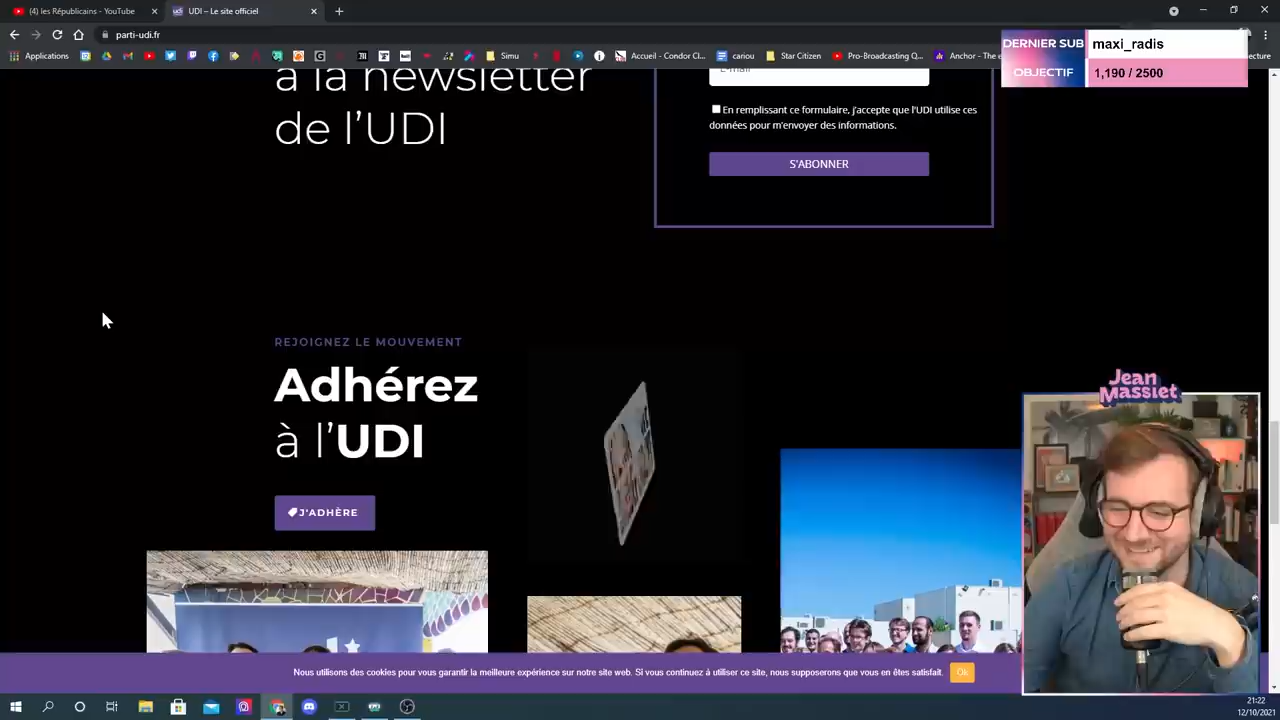 (4) les Républicains - YouTube
UDI – Le site officiel
parti-udi.fr
Applications
Simu
Accueil - Condor Cl...
cariou
Star Citizen
Pro-Broadcasting Q...
Anchor - The e
DERNIER SUB
maxi_radis
OBJECTIF
1,190 / 2500
à la newsletter
de l'UDI
E-mail
En remplissant ce formulaire, j'accepte que l'UDI utilise ces
données pour m'envoyer des informations.
S'ABONNER
REJOIGNEZ LE MOUVEMENT
Adhérez
à l'UDI
J'ADHÈRE
Jean
Massiet
Nous utilisons des cookies pour vous garantir la meilleure expérience sur notre site web. Si vous continuez à utiliser ce site, nous supposerons que vous en êtes satisfait.
Ok
21:22
12/10/2021